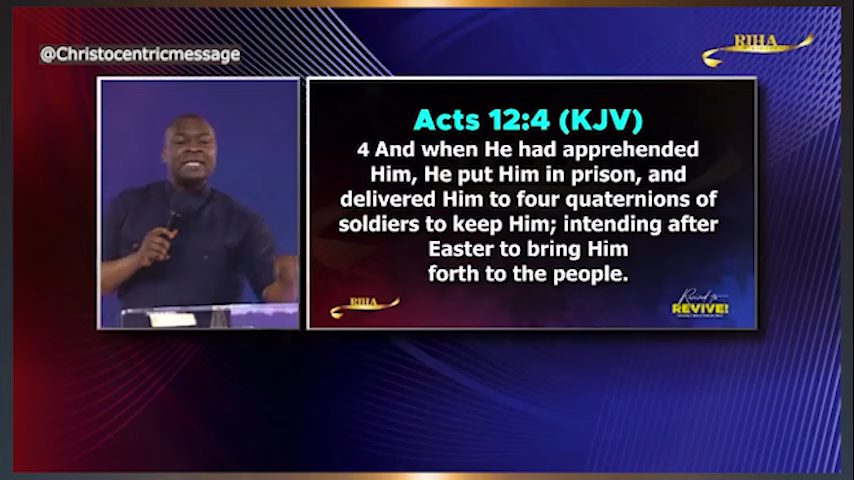 @Christocentricmessage
RIHA
Acts 12:4 (KJV)
4 And when He had apprehended
Him, He put Him in prison, and
delivered Him to four quaternions of
soldiers to keep Him; intending after
Easter to bring Him
forth to the people.
RIHA
REVIVE!